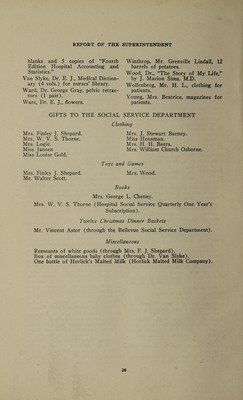 REPORT OF THE SUPERINTENDENT
blanks and 5 copies of "Fourth
Edition Hospital Accounting and
Statistics."
Van Slyke, Dr. E. J., Medical Diction-
ary (4 vols.) for nurses' library.
Ward, Dr. George Gray, pelvic retrac-
tors (1 pair).
Ware, Dr. E. J., flowers.
Winthrop, Mr. Grenville Lindall, 12
barrels of potatoes.
Wood, Dr., "The Story of My Life,"
by J. Marion Sims, M.D.
Wollenberg, Mr. H. L., clothing for
patients.
Young, Mrs. Beatrice, magazines for
patients.
GIFTS TO THE SOCIAL SERVICE DEPARTMENT
Clothing
Mrs. Finley J. Shepard.
Mrs. W. V. S. Thorne.
Mrs. Logie.
Miss Jansen
Miss Louise Gold.
Mrs. J. Stewart Barney.
Miss
Mrs. H. H. Beers.
Mrs. William Church Osborne.
Toys and Games
Mrs. Finley J. Shepard.
Mr. Walter Scott.
Mrs. Wood.
Books
Mrs. George L. Cheney.
Mrs. W. V. S. Thorne (Hospital Social Service Quarterly One Year's
Subscription).
Twelve Christmas Dinner Baskets
Mr. Vincent Astor (through the Bellevue Social Service Department).
Miscellaneous
Remnants of white goods (through Mrs. F. J. Shepard).
Box of miscellaneous baby clothes (through Dr. Van Slyke).
One bottle of Horlick's Malted Milk (Horlick Malted Milk Company).